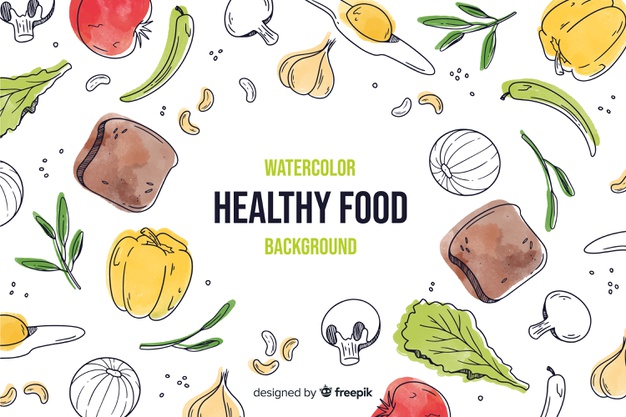 WATERCOLOR
HEALTHY FOOD
BACKGROUND
designed by freepik